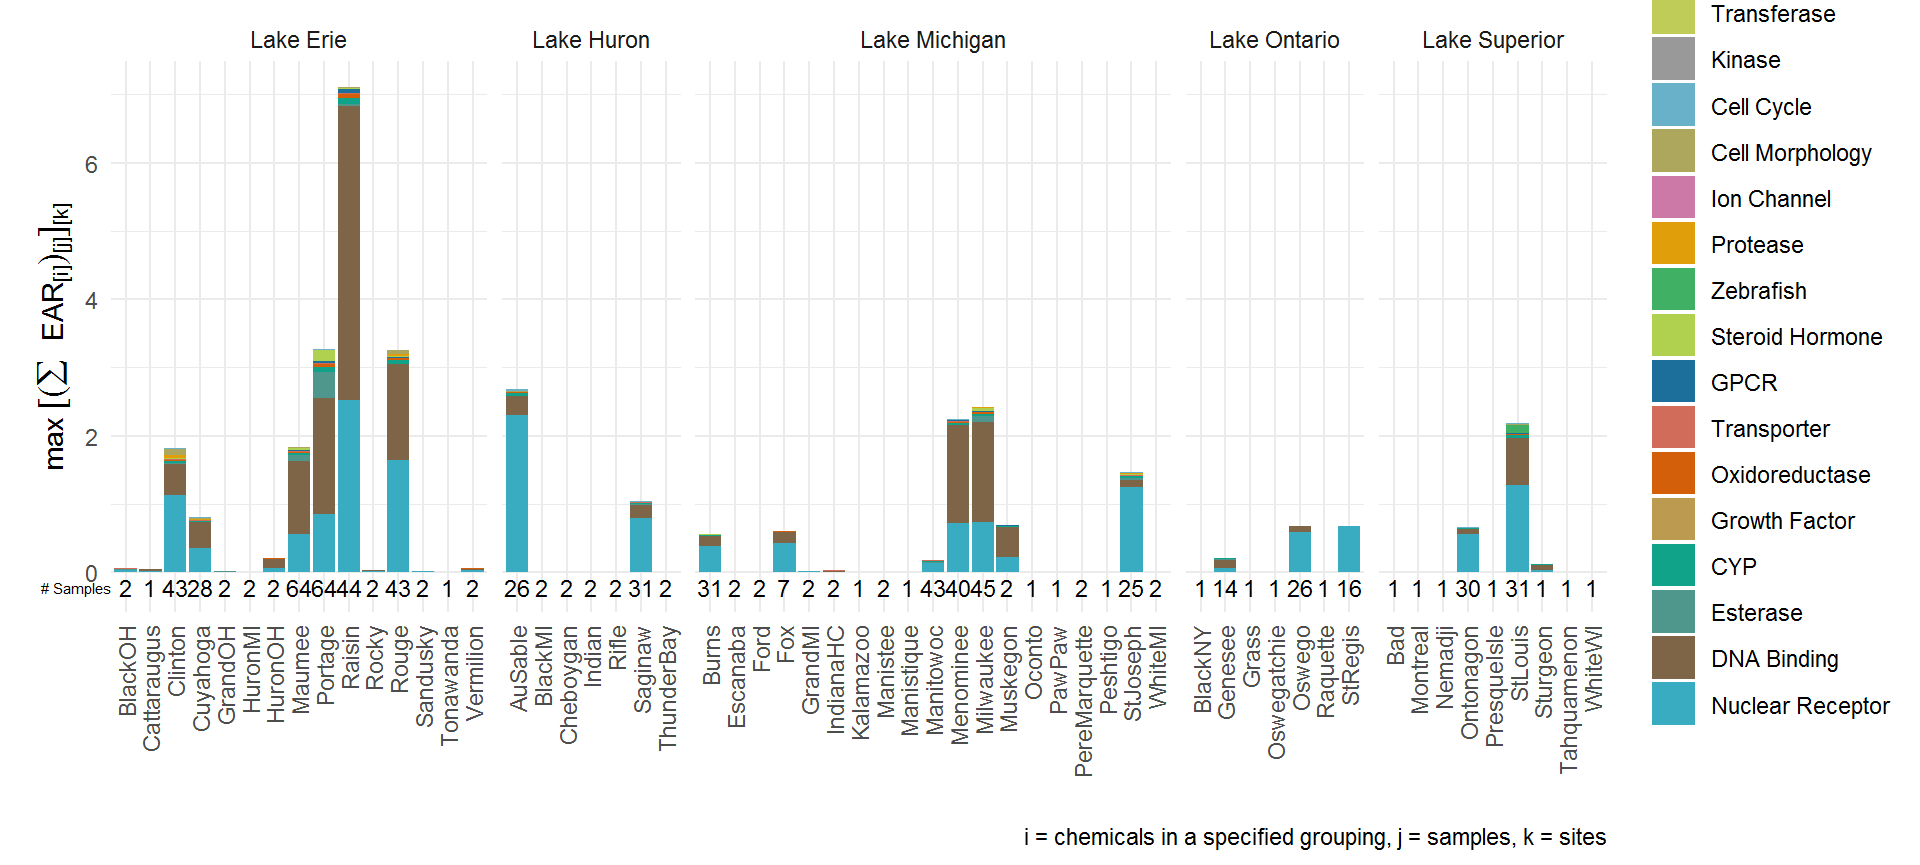 Lake Erie Lake Huron Lake Michigan Lake Ontario Lake Superior
max [(∑ EAR[i])[j]][k]
6
4
2
0
# Samples 2 1 43 28 2 2 2 64 64 44 2 43 2 1 2 26 2 2 2 2 31 2 31 2 2 7 2 2 1 2 1 43 40 45 2 1 1 2 1 25 2 1 14 1 1 26 1 16 1 1 1 30 1 31 1 1 1
BlackOH
Cattaraugus
Clinton
Cuyahoga
GrandOH
HuronMI
HuronOH
Maumee
Portage
Raisin
Rocky
Rouge
Sandusky
Tonawanda
Vermilion
AuSable
BlackMI
Cheboygan
Indian
Rifle
Saginaw
ThunderBay
Burns
Escanaba
Ford
Fox
GrandMI
IndianaHC
Kalamazoo
Manistee
Manistique
Manitowoc
Menominee
Milwaukee
Muskegon
Oconto
PawPaw
PereMarquette
Peshtigo
StJoseph
WhiteMI
BlackNY
Genesee
Grass
Oswegatchie
Oswego
Raquette
StRegis
Bad
Montreal
Nemadji
Ontonagon
PresqueIsle
StLouis
Sturgeon
Tahquamenon
WhiteWI
Transferase
Kinase
Cell Cycle
Cell Morphology
Ion Channel
Protease
Zebrafish
Steroid Hormone
GPCR
Transporter
Oxidoreductase
Growth Factor
CYP
Esterase
DNA Binding
Nuclear Receptor
i = chemicals in a specified grouping, j = samples, k = sites